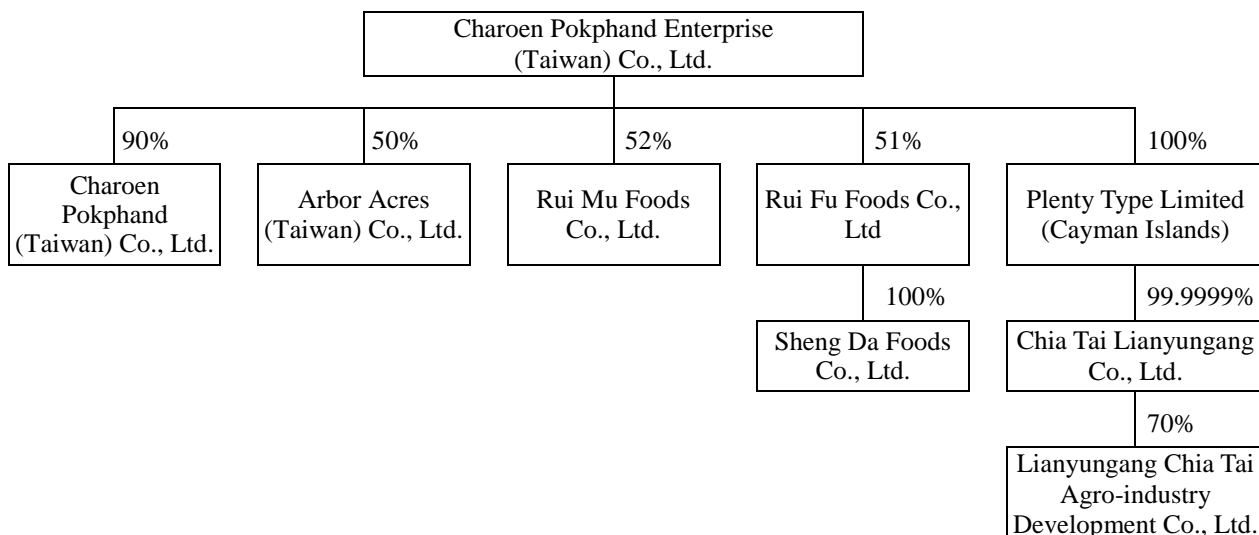 Charoen Pokphand Enterprise
(Taiwan) Co., Ltd.
90%
50%
52%
51%
100%
Charoen
Pokphand
(Taiwan) Co., Ltd.
Arbor Acres
(Taiwan) Co., Ltd.
Rui Mu Foods
Co., Ltd.
Rui Fu Foods Co.,
Ltd
Plenty Type Limited
(Cayman Islands)
100%
99.9999%
Sheng Da Foods
Co., Ltd.
Chia Tai Lianyungang
Co., Ltd.
70%
Lianyungang Chia Tai
Agro-industry
Development Co., Ltd.